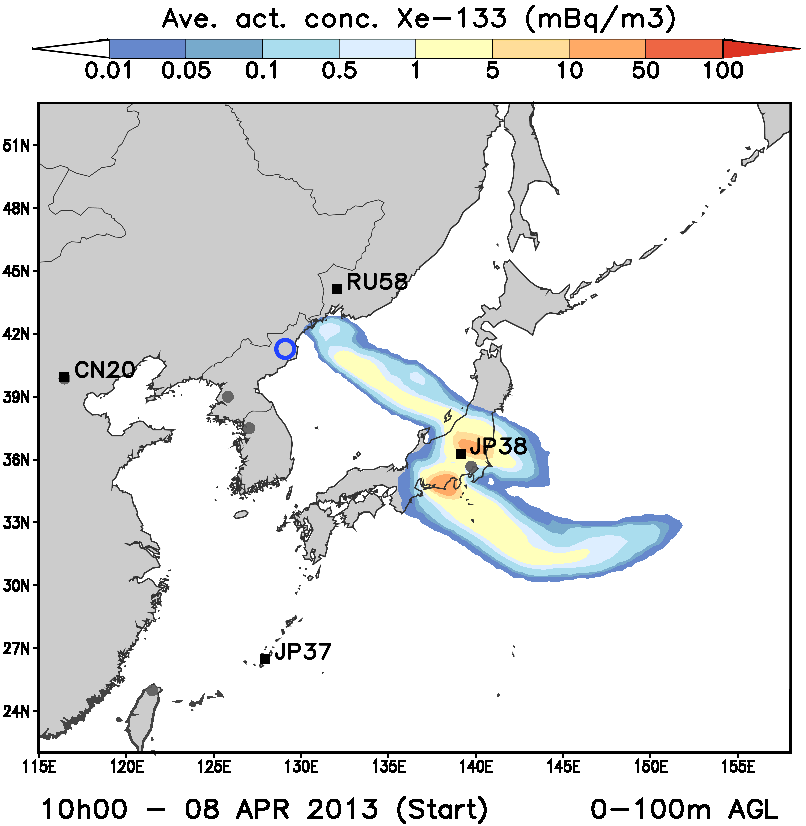 Ave. act. conc. Xe-133 (mBq/m3)
0.01 0.05 0.1 0.5 1 5 10 50 100
51N
48N
45N
RU58
42N
CN20
39N
JP38
36N
33N
30N
27N
JP37
24N
115E 120E 125E 130E 135E 140E 145E 150E 155E
10h00 - 08 APR 2013 (Start) 0-100m AGL